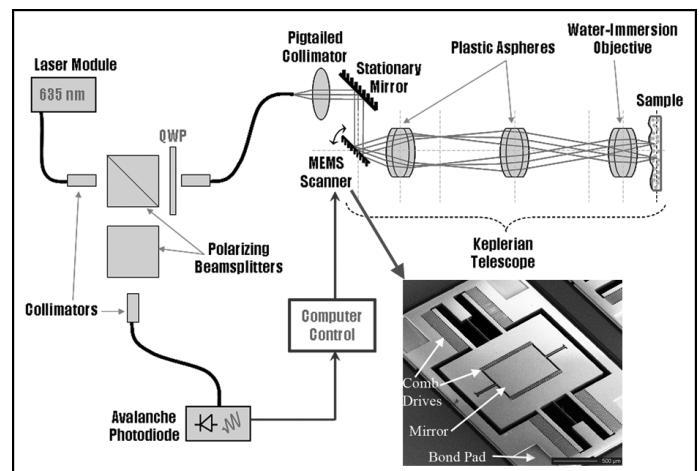 Laser Module
635 nm
QWP
Pigtailed
Collimator
Stationary
Mirror
Plastic Aspheres
Water-Immersion
Objective
Sample
MEMS
Scanner
Polarizing
Beamsplitters
Keplerian
Telescope
Collimators
Computer
Control
Avalanche
Photodiode
Comb
Drives
Mirror
Bond Pad
500 µm